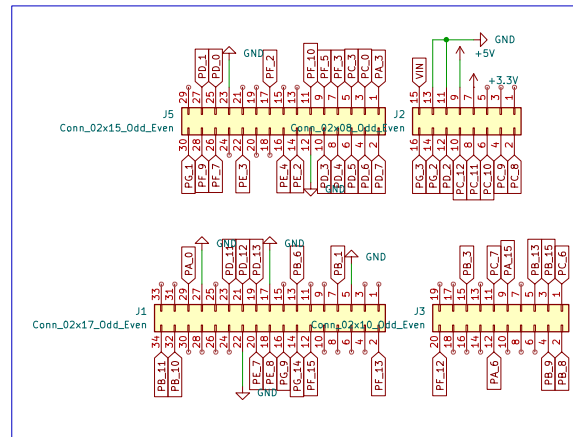 PD_1
PD_0
GND
PF_2
PF_10
PF_5
PF_3
PC_3
PC_0
PA_3
VIN
GND
+5V
+3.3V
29 27 25 23 21 19 17 15 13 11 9 7 5 3 1
15 13 11 9 7 5 3 1
J5
Conn_02x15_Odd_Even
J2
Conn_02x08_Odd_Even
30 28 26 24 22 20 18 16 14 12 10 8 6 4 2
16 14 12 10 8 6 4 2
PG_1
PF_9
PF_7
PE_3
PE_4
PE_2
GND
PD_3
PD_4
PD_5
PD_6
PD_7
PG_3
PG_2
PD_2
PC_12
PC_11
PC_10
PC_9
PC_8
PA_0
GND
PD_11
PD_12
PD_13
GND
PB_6
PB_1
GND
PB_3
PC_7
PA_15
PB_13
PB_15
PC_6
33 31 29 27 25 23 21 19 17 15 13 11 9 7 5 3 1
19 17 15 13 11 9 7 5 3 1
J1
Conn_02x17_Odd_Even
J3
Conn_02x10_Odd_Even
34 32 30 28 26 24 22 20 18 16 14 12 10 8 6 4 2
20 18 16 14 12 10 8 6 4 2
PB_11
PB_10
GND
PE_7
PE_8
PG_9
PG_14
PF_15
PF_13
PF_12
PA_6
PB_9
PB_8